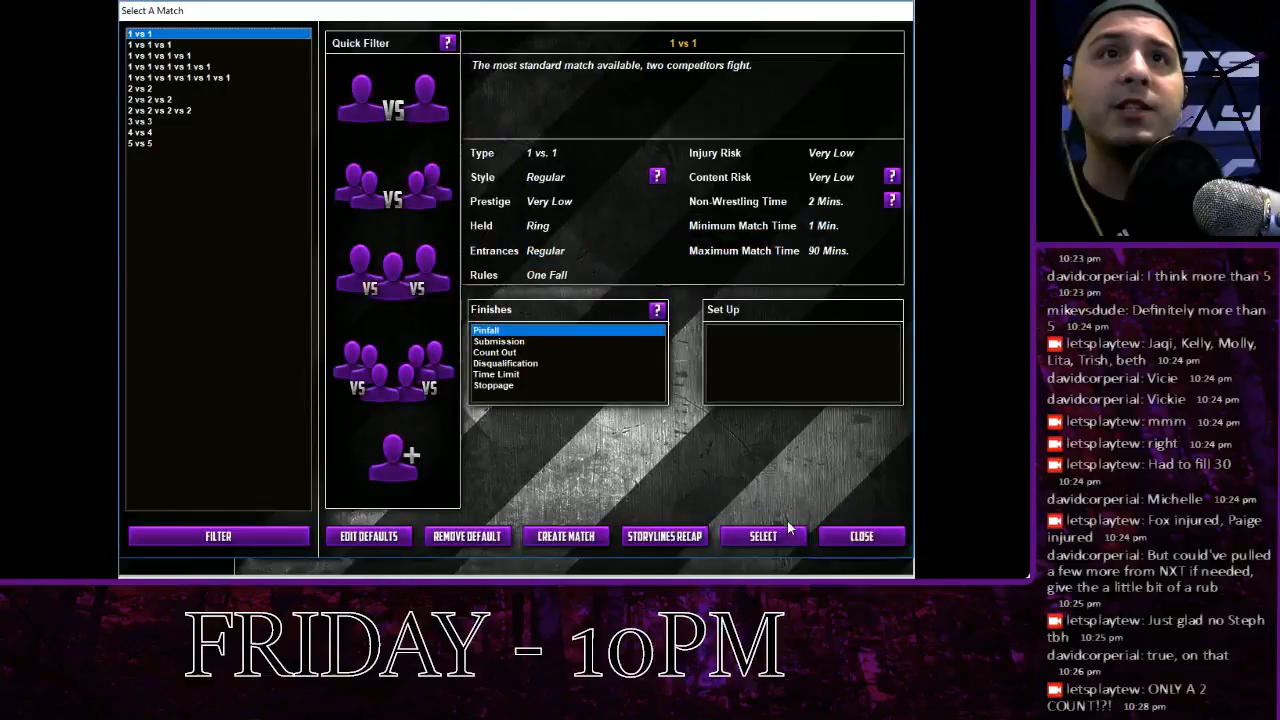 Select A Match
1 vs 1
1 vs 1 vs 1
1 vs 1 vs 1 vs 1
1 vs 1 vs 1 vs 1 vs 1
1 vs 1 vs 1 vs 1 vs 1 vs 1
2 vs 2
2 vs 2 vs 2
2 vs 2 vs 2 vs 2
3 vs 3
4 vs 4
5 vs 5
FILTER
Quick Filter ?
VS
VS
VS VS
VS VS
+
1 vs 1
The most standard match available, two competitors fight.
Type 1 vs. 1
Style Regular ?
Prestige Very Low
Held Ring
Entrances Regular
Rules One Fall
Injury Risk Very Low
Content Risk Very Low ?
Non-Wrestling Time 2 Mins. ?
Minimum Match Time 1 Min.
Maximum Match Time 90 Mins.
Finishes ?
Pinfall
Submission
Count Out
Disqualification
Time Limit
Stoppage
Set Up
EDIT DEFAULTS REMOVE DEFAULT CREATE MATCH STORYLINES RECAP SELECT CLOSE
10:23 pm
davidcorperial: I think more than 5
10:23 pm
mikevsdude: Definitely more than
5 10:24 pm
letsplaytew: Jaqi, Kelly, Molly,
Lita, Trish, beth 10:24 pm
davidcorperial: Vicie 10:24 pm
davidcorperial: Vickie 10:24 pm
letsplaytew: mmm 10:24 pm
letsplaytew: right 10:24 pm
letsplaytew: Had to fill 30
10:24 pm
davidcorperial: Michelle 10:24 pm
letsplaytew: Fox injured, Paige
injured 10:24 pm
davidcorperial: But could've pulled
a few more from NXT if needed,
give the a little bit of a rub
10:25 pm
letsplaytew: Just glad no Steph
tbh 10:25 pm
davidcorperial: true, on that
10:26 pm
letsplaytew: ONLY A 2
COUNT!?! 10:28 pm
FRIDAY - 10PM